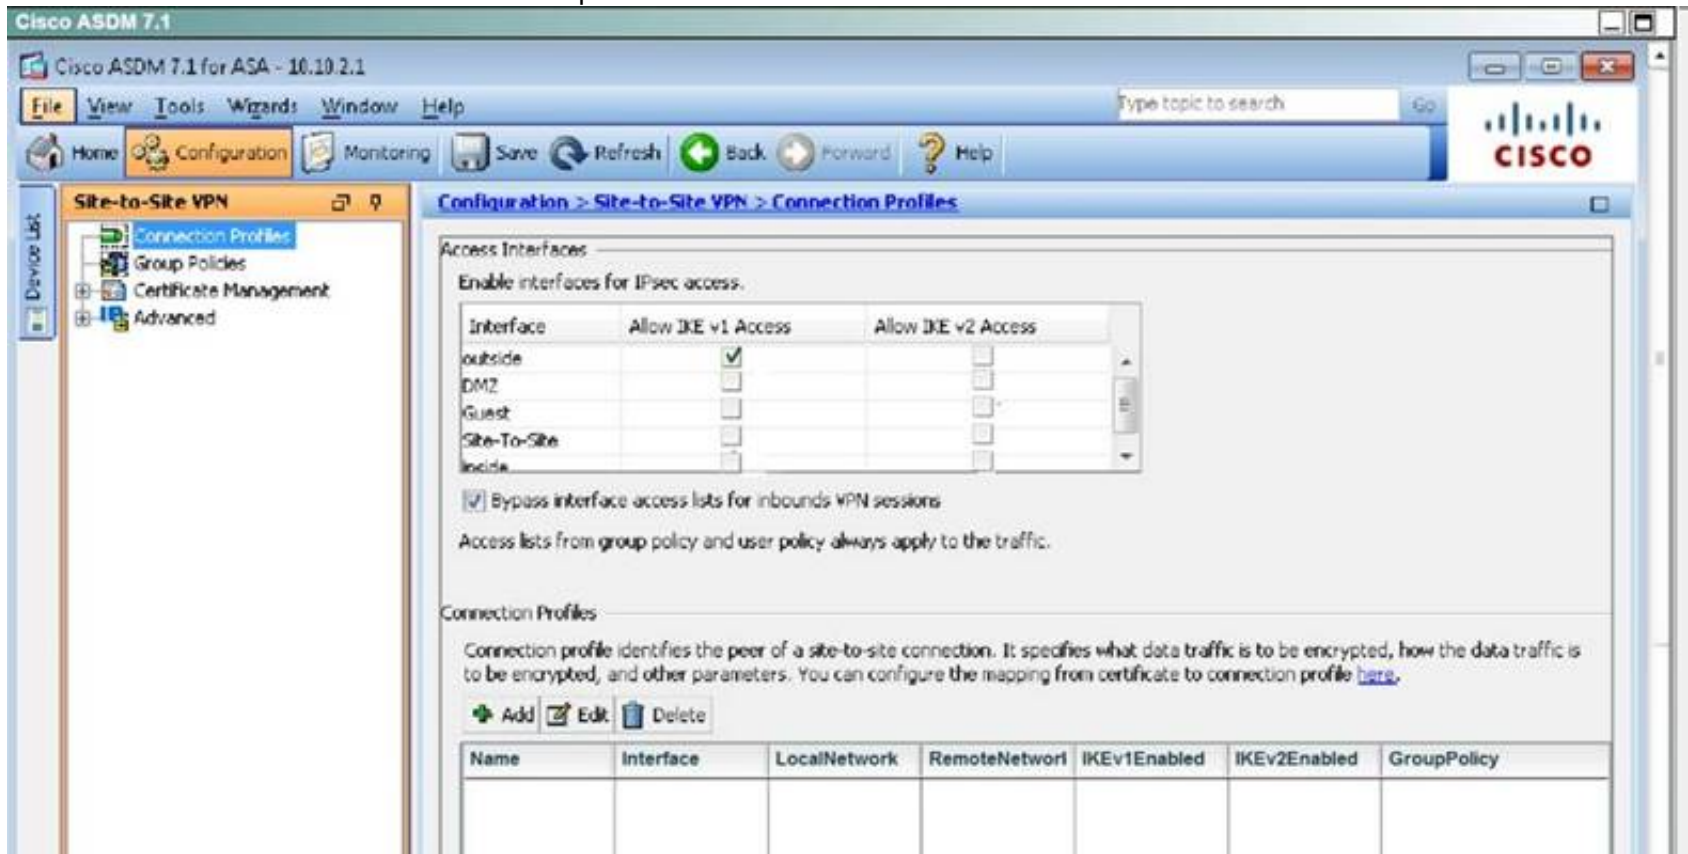 Cisco ASDM 7.1
Cisco ASDM 7.1 for ASA - 10.10.2.1
File View Tools Wizards Window Help
Type topic to search Go
Home Configuration Monitoring Save Refresh Back Forward Help
CISCO
Device List
Site-to-Site VPN
Connection Profiles
Group Policies
Certificate Management
Advanced
Configuration > Site-to-Site VPN > Connection Profiles
Access Interfaces
Enable interfaces for IPsec access.
Interface Allow IKE v1 Access Allow IKE v2 Access
outside
DMZ
Guest
Site-To-Site
inside
Bypass interface access lists for inbounds VPN sessions
Access lists from group policy and user policy always apply to the traffic.
Connection Profiles
Connection profile identifies the peer of a site-to-site connection. It specifies what data traffic is to be encrypted, how the data traffic is
to be encrypted, and other parameters. You can configure the mapping from certificate to connection profile here.
Add Edit Delete
Name Interface LocalNetwork RemoteNetworl IKEv1Enabled IKEv2Enabled GroupPolicy